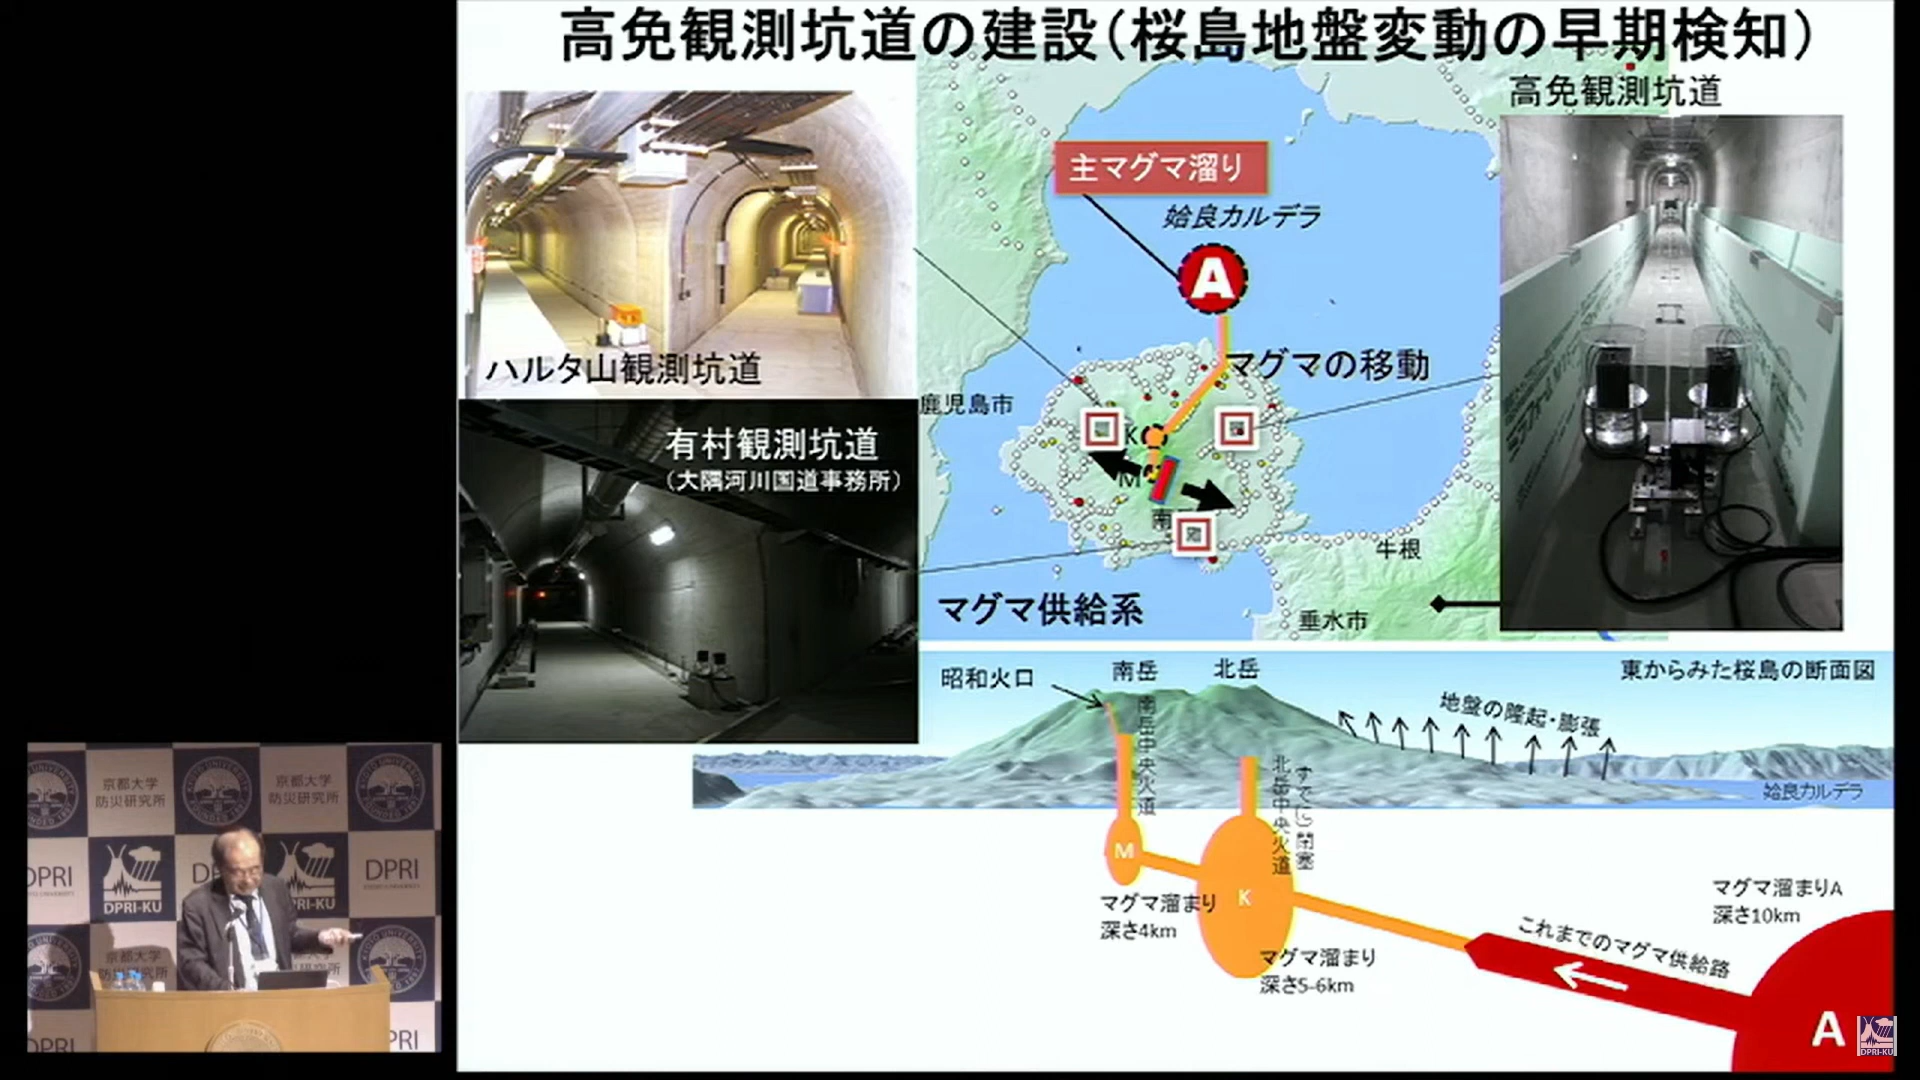 高免観測坑道の建設（桜島地盤変動の早期検知）
高免観測坑道
主マグマ溜り
姶良カルデラ
A
マグマの移動
ハルタ山観測坑道
鹿児島市
K
M
南
有村観測坑道
（大隅河川国道事務所）
牛根
垂水市
マグマ供給系
昭和火口
南岳
北岳
東からみた桜島の断面図
地盤の隆起・膨張
姶良カルデラ
南岳中央火道
北岳中央火道
すでに閉塞
M
K
マグマ溜まり
深さ4km
マグマ溜まり
深さ5-6km
マグマ溜まりA
深さ10km
これまでのマグマ供給路
A
DPRI-KU
京都大学
防災研究所
京都大学
防災研究所
DPRI
DPRI-KU
DPRI-KU
DPRI
DPRI